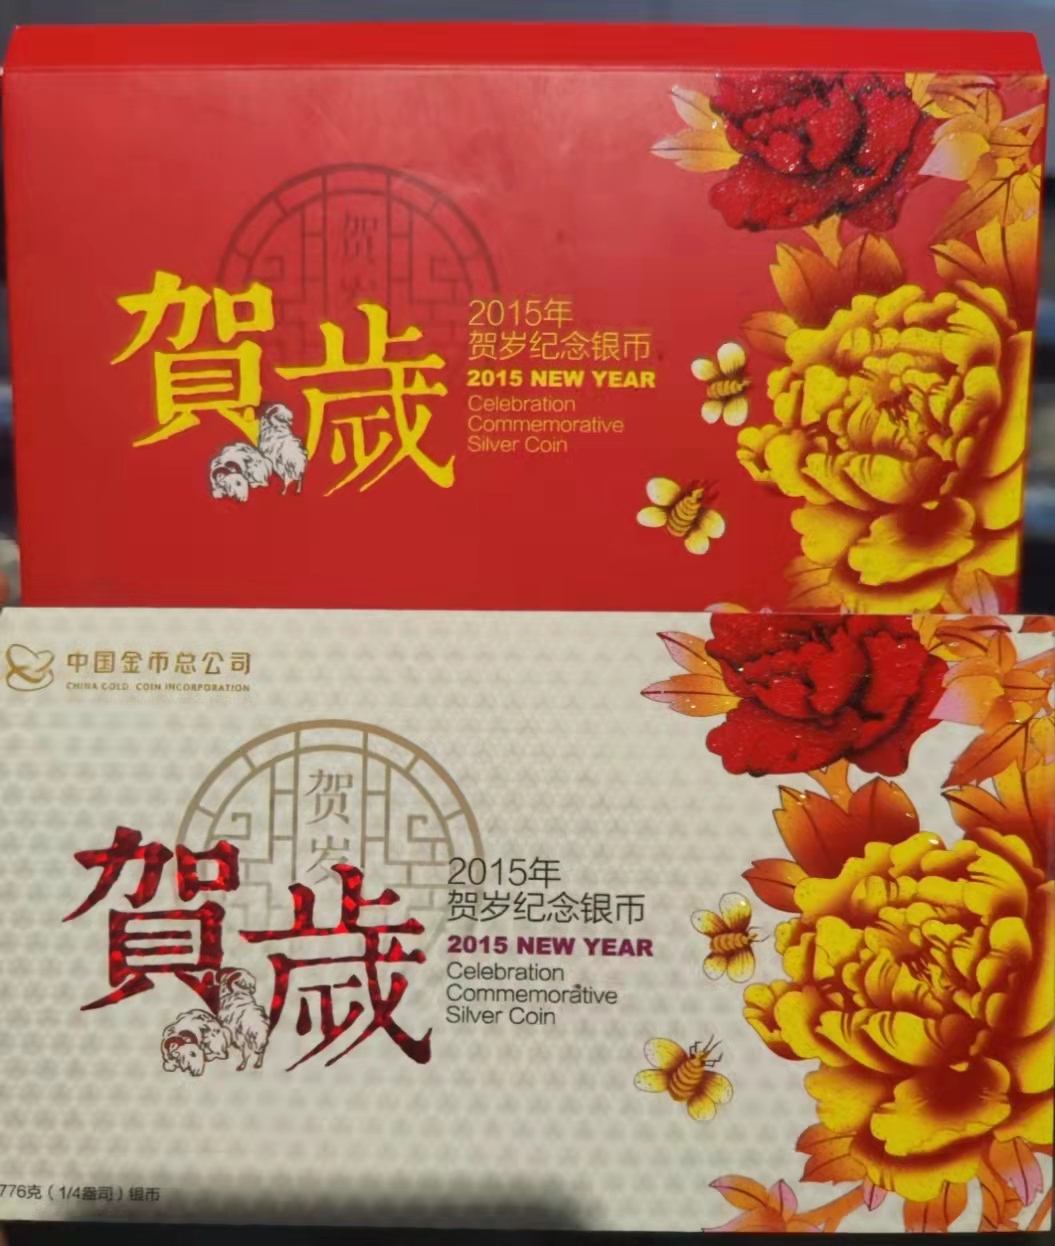 贺
岁
賀歲
2015年
贺岁纪念银币
2015 NEW YEAR
Celebration
Commemorative
Silver Coin
中国金币总公司
CHINA GOLD COIN INCORPORATION
贺
岁
賀歲
2015年
贺岁纪念银币
2015 NEW YEAR
Celebration
Commemorative
Silver Coin
776克（1/4盎司）银币